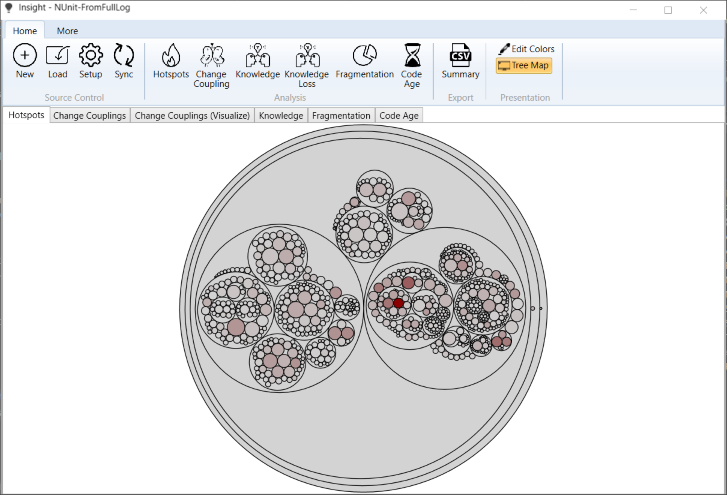 Insight - NUnit-FromFullLog
Home More
New Load Setup Sync Hotspots Change Coupling Knowledge Knowledge Loss Fragmentation Code Age CSV Summary Edit Colors Tree Map
Source Control Analysis Export Presentation
Hotspots Change Couplings Change Couplings (Visualize) Knowledge Fragmentation Code Age